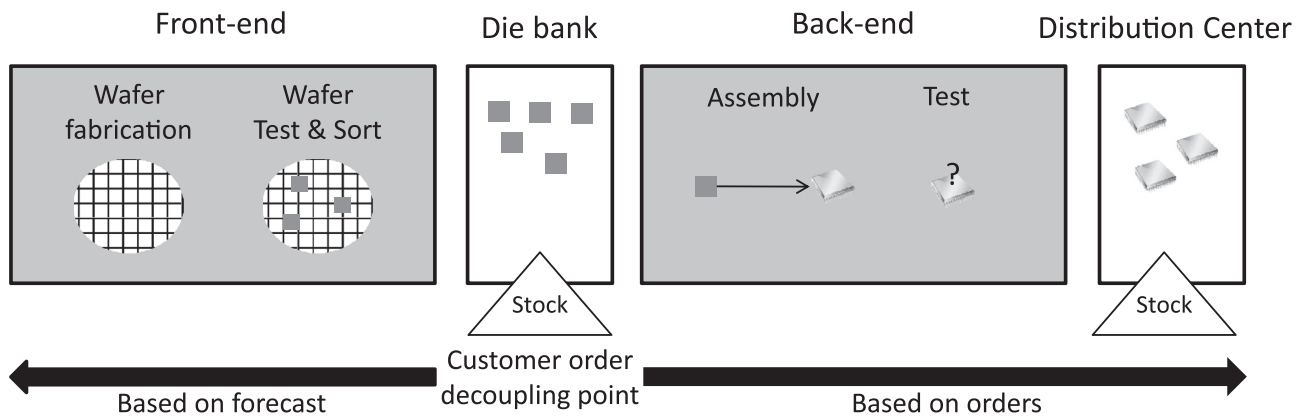 Front-end
Die bank
Back-end
Distribution Center
Wafer
fabrication
Wafer
Test & Sort
Assembly
Test
?
Stock
Stock
Customer order
decoupling point
Based on forecast
Based on orders